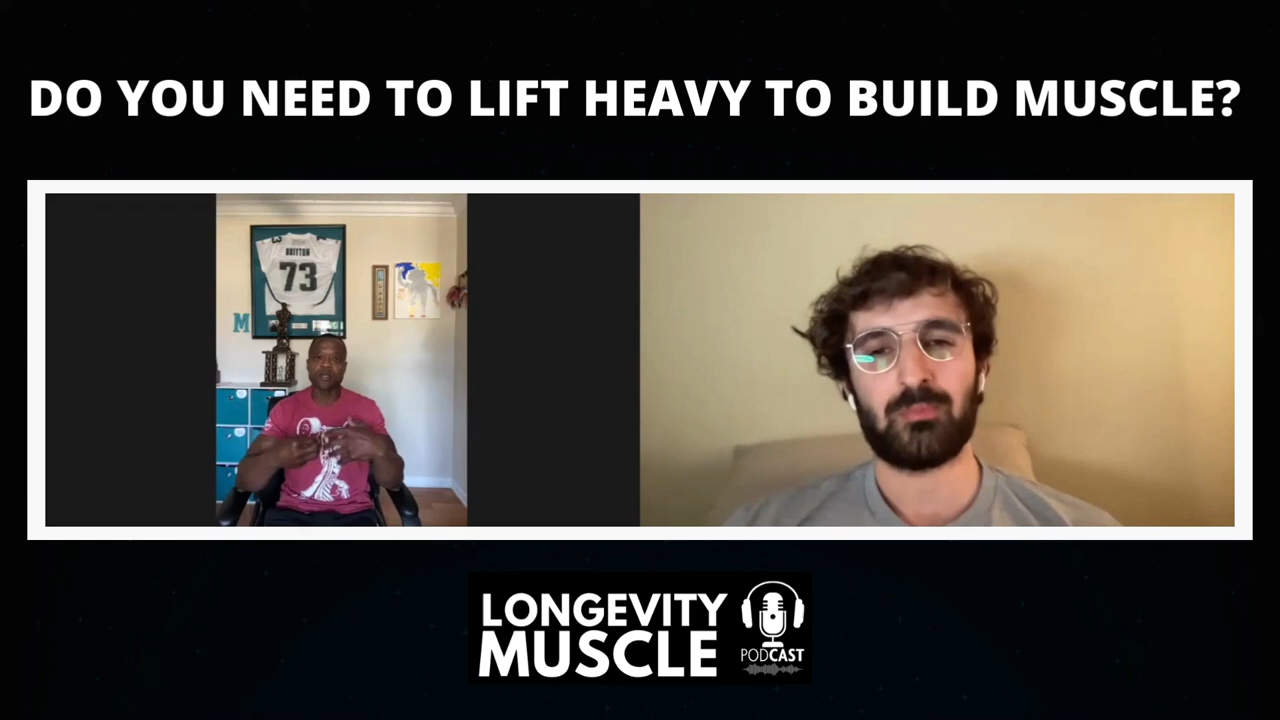 DO YOU NEED TO LIFT HEAVY TO BUILD MUSCLE?
BRITTON
73
M
LONGEVITY
MUSCLE
PODCAST